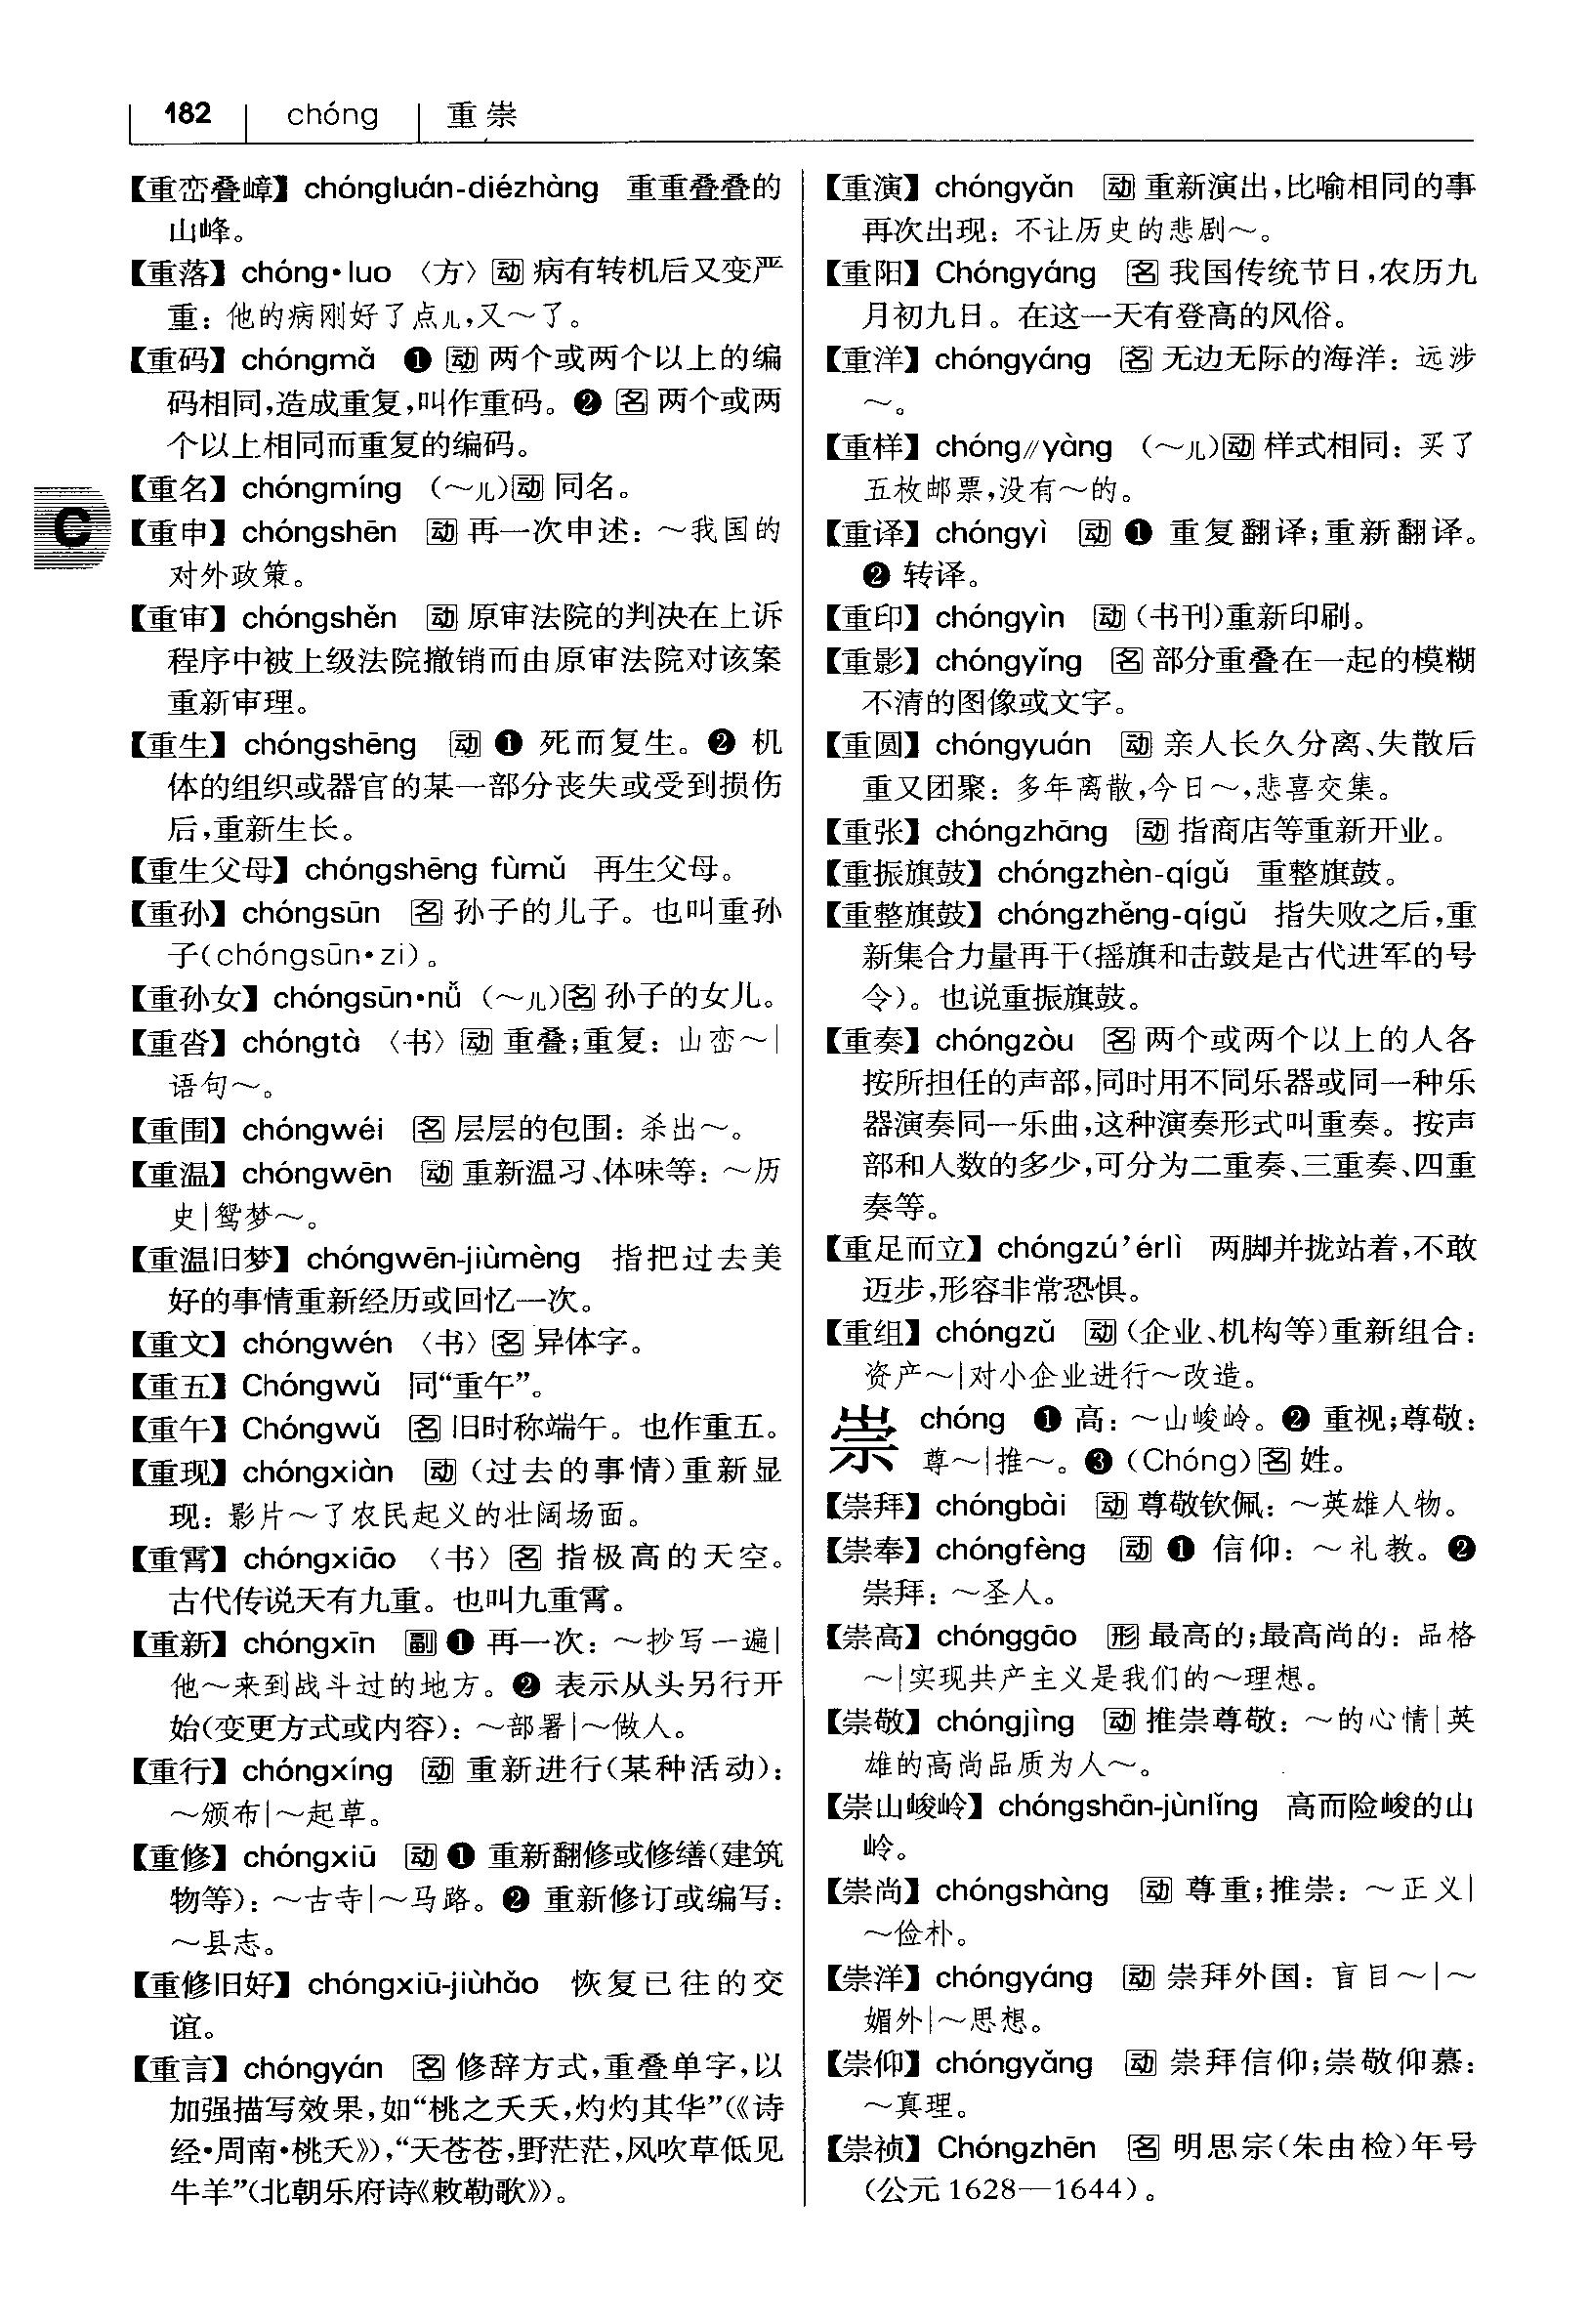 182 chóng 重崇
【重峦叠嶂】 chóngluán-diézhàng 重重叠叠的
山峰。
【重落】 chóng•luo 〈方〉 动 病有转机后又变严
重：他的病刚好了点儿，又～了。
【重码】 chóngmǎ ❶ 动 两个或两个以上的编
码相同，造成重复，叫作重码。❷ 名 两个或两
个以上相同而重复的编码。
【重名】 chóngmíng （～儿）动 同名。
C
【重申】 chóngshēn 动 再一次申述：～我国的
对外政策。
【重审】 chóngshěn 动 原审法院的判决在上诉
程序中被上级法院撤销而由原审法院对该案
重新审理。
【重生】 chóngshēng 动 ❶ 死而复生。❷ 机
体的组织或器官的某一部分丧失或受到损伤
后，重新生长。
【重生父母】 chóngshēng fùmǔ 再生父母。
【重孙】 chóngsūn 名 孙子的儿子。也叫重孙
子（chóngsūn•zi）。
【重孙女】 chóngsūn•nǚ （～儿）名 孙子的女儿。
【重沓】 chóngtà 〈书〉 动 重叠；重复：山峦～|
语句～。
【重围】 chóngwéi 名 层层的包围：杀出～。
【重温】 chóngwēn 动 重新温习、体味等：～历
史|鸳梦～。
【重温旧梦】 chóngwēn-jiùmèng 指把过去美
好的事情重新经历或回忆一次。
【重文】 chóngwén 〈书〉 名 异体字。
【重五】 Chóngwǔ 同“重午”。
【重午】 Chóngwǔ 名 旧时称端午。也作重五。
【重现】 chóngxiàn 动 （过去的事情）重新显
现：影片～了农民起义的壮阔场面。
【重霄】 chóngxiāo 〈书〉 名 指极高的天空。
古代传说天有九重。也叫九重霄。
【重新】 chóngxīn 副 ❶ 再一次：～抄写一遍|
他～来到战斗过的地方。❷ 表示从头另行开
始（变更方式或内容）：～部署|～做人。
【重行】 chóngxíng 动 重新进行（某种活动）：
～颁布|～起草。
【重修】 chóngxiū 动 ❶ 重新翻修或修缮（建筑
物等）：～古寺|～马路。❷ 重新修订或编写：
～县志。
【重修旧好】 chóngxiū-jiùhǎo 恢复已往的交
谊。
【重言】 chóngyán 名 修辞方式，重叠单字，以
加强描写效果，如“桃之夭夭，灼灼其华”（《诗
经•周南•桃夭》），“天苍苍，野茫茫，风吹草低见
牛羊”（北朝乐府诗《敕勒歌》）。
【重演】 chóngyǎn 动 重新演出，比喻相同的事
再次出现：不让历史的悲剧～。
【重阳】 Chóngyáng 名 我国传统节日，农历九
月初九日。在这一天有登高的风俗。
【重洋】 chóngyáng 名 无边无际的海洋：远涉
～。
【重样】 chóng//yàng （～儿）动 样式相同：买了
五枚邮票，没有～的。
【重译】 chóngyì 动 ❶ 重复翻译；重新翻译。
❷ 转译。
【重印】 chóngyìn 动 （书刊）重新印刷。
【重影】 chóngyǐng 名 部分重叠在一起的模糊
不清的图像或文字。
【重圆】 chóngyuán 动 亲人长久分离、失散后
重又团聚：多年离散，今日～，悲喜交集。
【重张】 chóngzhāng 动 指商店等重新开业。
【重振旗鼓】 chóngzhèn-qígǔ 重整旗鼓。
【重整旗鼓】 chóngzhěng-qígǔ 指失败之后，重
新集合力量再干（摇旗和击鼓是古代进军的号
令）。也说重振旗鼓。
【重奏】 chóngzòu 名 两个或两个以上的人各
按所担任的声部，同时用不同乐器或同一种乐
器演奏同一乐曲，这种演奏形式叫重奏。按声
部和人数的多少，可分为二重奏、三重奏、四重
奏等。
【重足而立】 chóngzú’érlì 两脚并拢站着，不敢
迈步，形容非常恐惧。
【重组】 chóngzǔ 动 （企业、机构等）重新组合：
资产～|对小企业进行～改造。
崇 chóng ❶ 高：～山峻岭。❷ 重视；尊敬：
尊～|推～。❸（Chóng）名 姓。
【崇拜】 chóngbài 动 尊敬钦佩：～英雄人物。
【崇奉】 chóngfèng 动 ❶ 信仰：～礼教。❷
崇拜：～圣人。
【崇高】 chónggāo 形 最高的；最高尚的：品格
～|实现共产主义是我们的～理想。
【崇敬】 chóngjìng 动 推崇尊敬：～的心情|英
雄的高尚品质为人～。
【崇山峻岭】 chóngshān-jùnlǐng 高而险峻的山
岭。
【崇尚】 chóngshàng 动 尊重；推崇：～正义|
～俭朴。
【崇洋】 chóngyáng 动 崇拜外国：盲目～|～
媚外|～思想。
【崇仰】 chóngyǎng 动 崇拜信仰；崇敬仰慕：
～真理。
【崇祯】 Chóngzhēn 名 明思宗（朱由检）年号
（公元1628—1644）。